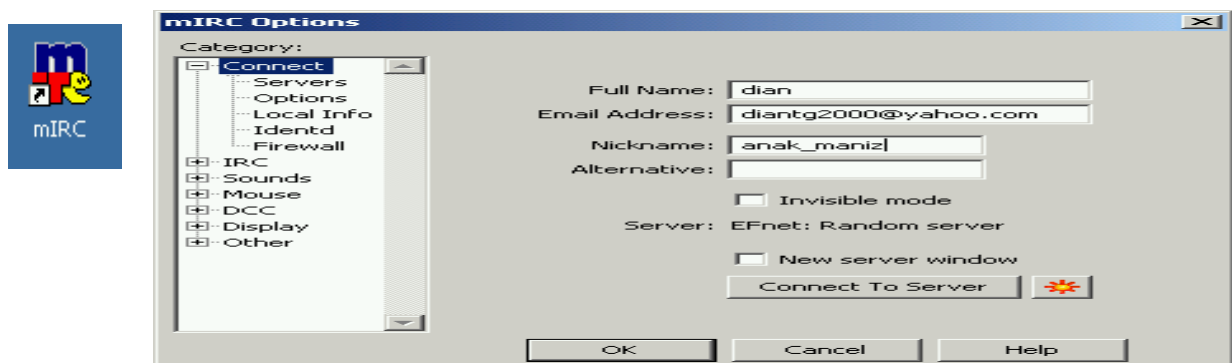 mIRC
mIRC Options
Category:
Connect
Servers
Options
Local Info
Identd
Firewall
IRC
Sounds
Mouse
DCC
Display
Other
Full Name: dian
Email Address: diantg2000@yahoo.com
Nickname: anak_maniz
Alternative:
Invisible mode
Server: EFnet: Random server
New server window
Connect To Server
OK Cancel Help